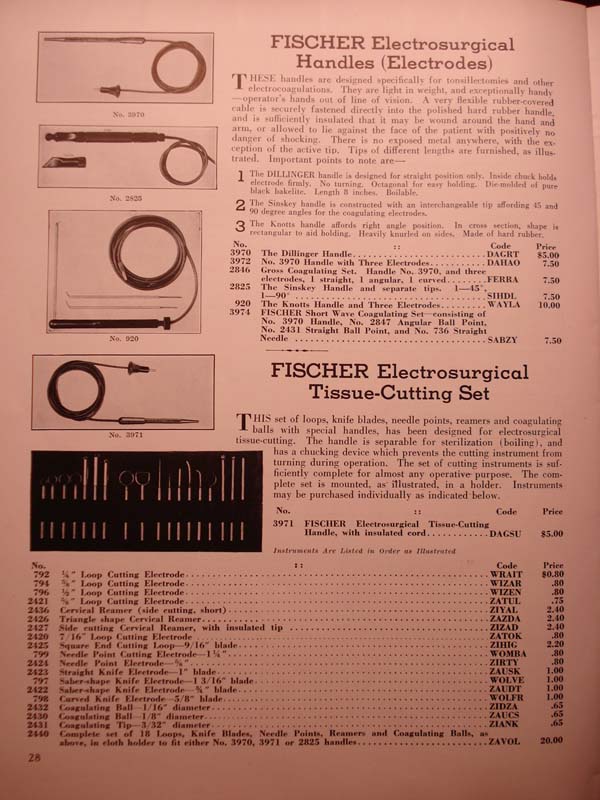 FISCHER Electrosurgical
Handles (Electrodes)
THESE handles are designed specifically for tonsillectomies and other
electrocoagulations. They are light in weight, and exceptionally handy
—operator's hands out of line of vision. A very flexible rubber-covered
cable is securely fastened directly into the polished hard rubber handle,
and is sufficiently insulated that it may be wound around the hand and
arm, or allowed to lie against the face of the patient with positively no
danger of shocking. There is no exposed metal anywhere, with the ex-
ception of the active tip. Tips of different lengths are furnished, as illus-
trated. Important points to note are—
1 The DILLINGER handle is designed for straight position only. Inside chuck holds
electrode firmly. No turning. Octagonal for easy holding. Die-molded of pure
black bakelite. Length 8 inches. Boilable.
2 The Sinskey handle is constructed with an interchangeable tip affording 45 and
90 degree angles for the coagulating electrodes.
3 The Knotts handle affords right angle position. In cross section, shape is
rectangular to aid holding. Heavily knurled on sides. Made of hard rubber.
No. :: Code Price
3970 The Dillinger Handle DAGRT $5.00
3972 No. 3970 Handle with Three Electrodes DAHAO 7.50
2846 Gross Coagulating Set. Handle No. 3970, and three
electrodes, 1 straight, 1 angular, 1 curved FERRA 7.50
2825 The Sinskey Handle and separate tips. 1—45°,
1—90° SIHDL 7.50
920 The Knotts Handle and Three Electrodes WAYLA 10.00
3974 FISCHER Short Wave Coagulating Set—consisting of
No. 3970 Handle, No. 2847 Angular Ball Point,
No. 2431 Straight Ball Point, and No. 736 Straight
Needle SABZY 7.50
No. 3970
No. 2825
No. 920
No. 3971
FISCHER Electrosurgical
Tissue-Cutting Set
THIS set of loops, knife blades, needle points, reamers and coagulating
balls with special handles, has been designed for electrosurgical
tissue-cutting. The handle is separable for sterilization (boiling), and
has a chucking device which prevents the cutting instrument from
turning during operation. The set of cutting instruments is suf-
ficiently complete for almost any operative purpose. The com-
plete set is mounted, as illustrated, in a holder. Instruments
may be purchased individually as indicated below.
No. :: Code Price
3971 FISCHER Electrosurgical Tissue-Cutting
Handle, with insulated cord DAGSU $5.00
Instruments Are Listed in Order as Illustrated
No. :: Code Price
792 ¼" Loop Cutting Electrode WRAIT $0.80
794 Loop Cutting Electrode WIZAR .80
796 ½" Loop Cutting Electrode WIZEN .80
2421 Loop Cutting Electrode ZATUL .75
2436 Cervical Reamer (side cutting, short) ZIYAL 2.40
2426 Triangle shape Cervical Reamer ZAZDA 2.40
2427 Side cutting Cervical Reamer, with insulated tip ZIZAD 2.40
2420 7/16" Loop Cutting Electrode ZATOK .80
2425 Square End Cutting Loop—9/16" blade ZIHIG 2.20
799 Needle Point Cutting Electrode—1¼" WOMBA .80
2424 Needle Point Electrode ZIRTY .80
2423 Straight Knife Electrode—1" blade ZAUSK 1.00
797 Saber-shape Knife Electrode—1 3/16" blade WOLVE 1.00
2422 Saber-shape Knife Electrode blade ZAUDT 1.00
798 Curved Knife Electrode—5/8" blade WOLFR 1.00
2432 Coagulating Ball—1/16" diameter ZIDZA .65
2430 Coagulating Ball—1/8" diameter ZAUCS .65
2431 Coagulating Tip—3/32" diameter ZIANK .65
2440 Complete set of 18 Loops, Knife Blades, Needle Points, Reamers and Coagulating Balls, as
above, in cloth holder to fit either No. 3970, 3971 or 2825 handles ZAVOL 20.00
28